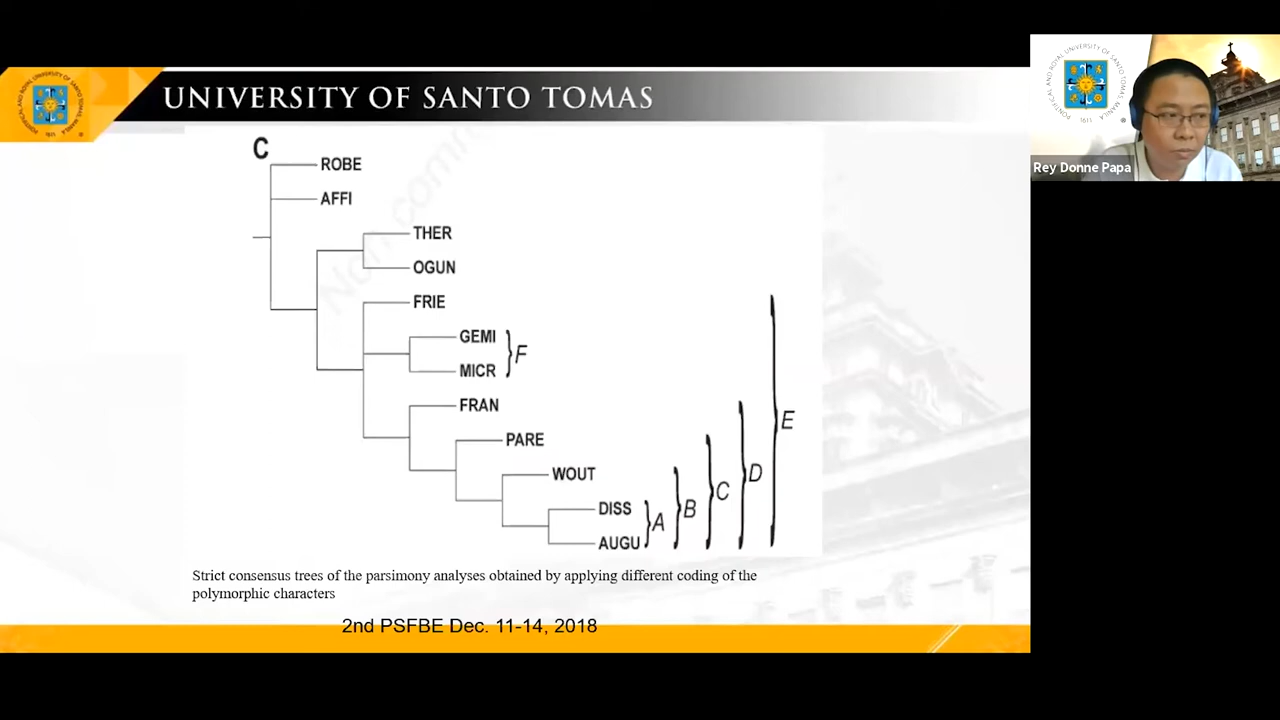 UNIVERSITY OF SANTO TOMAS
C
ROBE
AFFI
THER
OGUN
FRIE
GEMI
MICR
F
FRAN
PARE
WOUT
DISS
AUGU
A
B
C
D
E
Strict consensus trees of the parsimony analyses obtained by applying different coding of the
polymorphic characters
2nd PSFBE Dec. 11-14, 2018
Rey Donne Papa